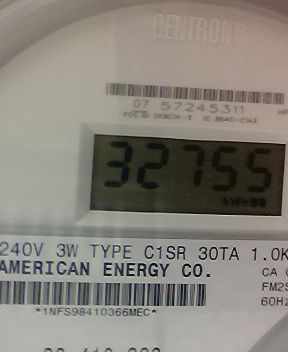 CENTRON®
07 57245311
32755
kWh
240V 3W TYPE C1SR 30TA 1.0K
AMERICAN ENERGY CO.
CA
FM2S
60Hz
*1NFS98410366MEC*